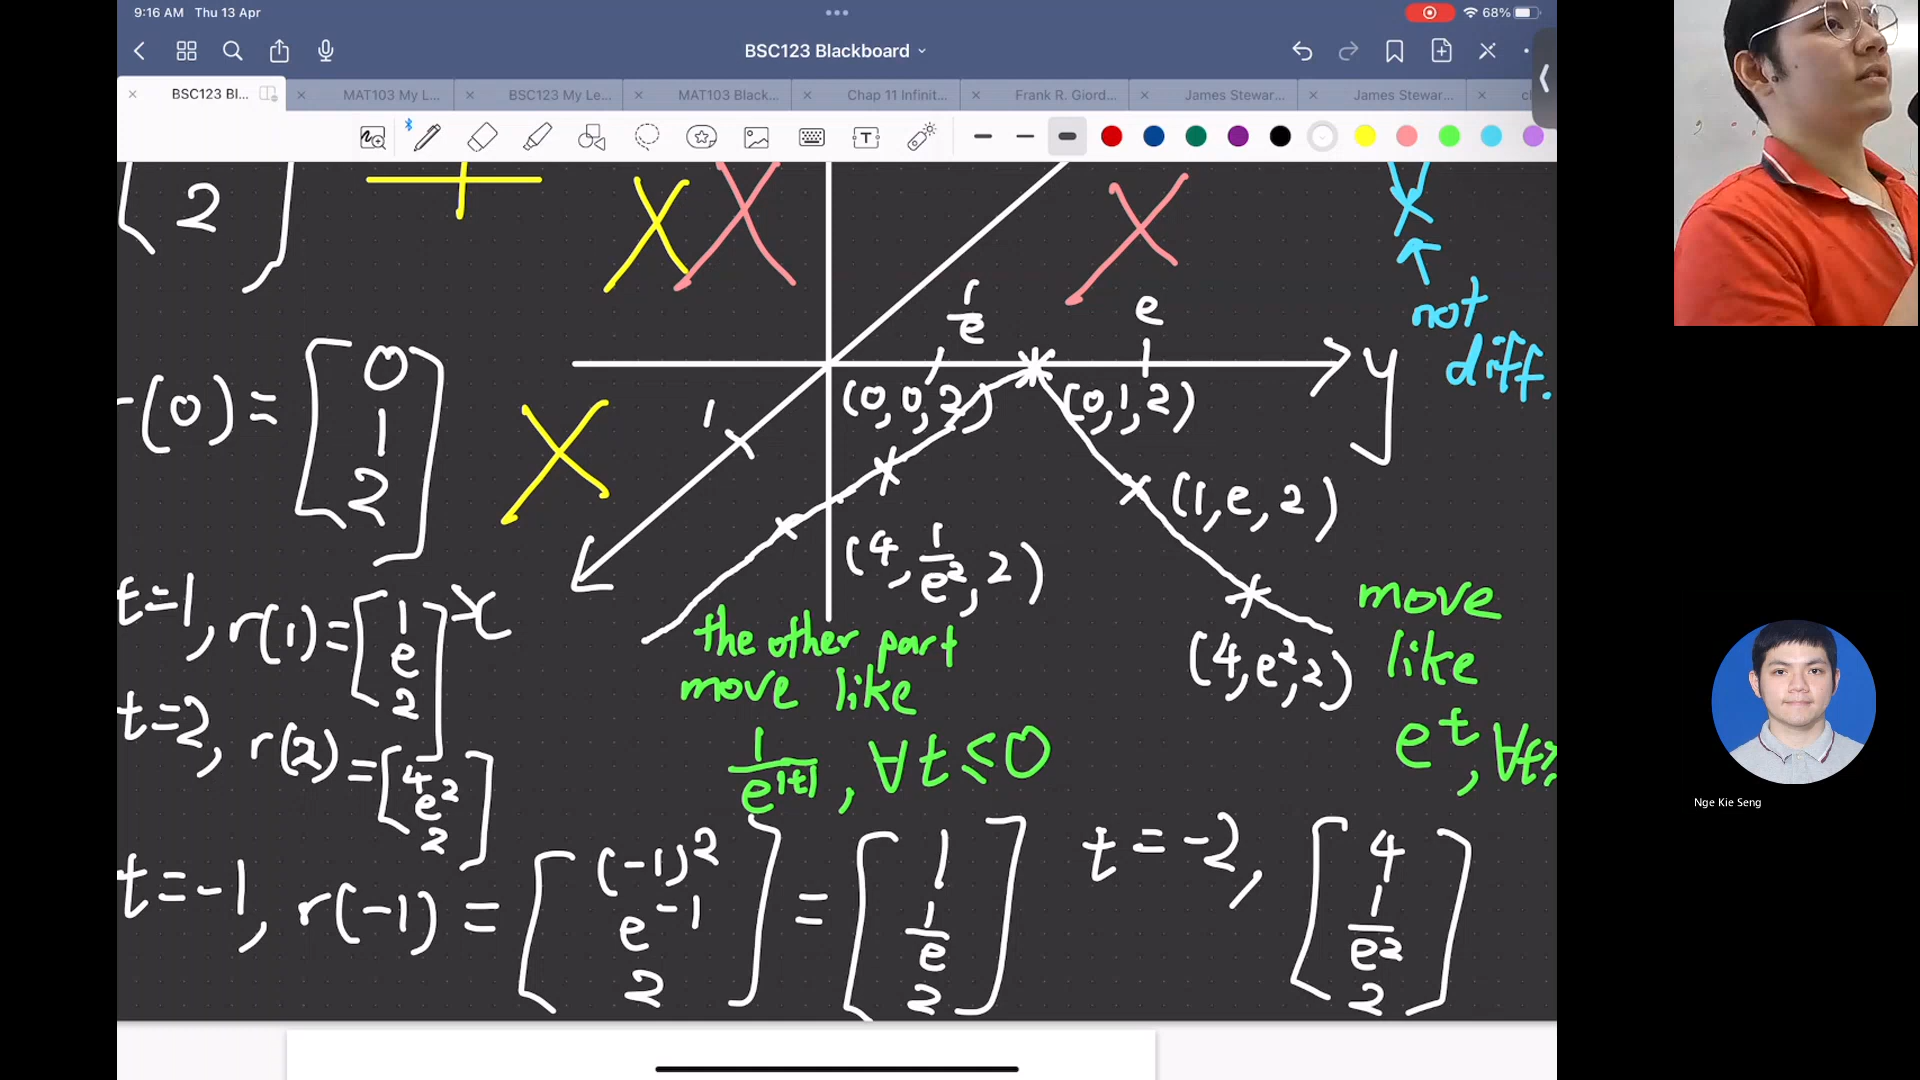 9:16 AM Thu 13 Apr
68%
BSC123 Blackboard
BSC123 Bl...
MAT103 My L...
BSC123 My Le...
MAT103 Black...
Chap 11 Infinit...
Frank R. Giord...
James Stewar...
James Stewar...
2
1/e
e
y
not
diff.
r(0) = [0 1 2]
1
(0,0,2)
(0,1,2)
(1,e,2)
(4, 1/e², 2)
(4,e²,2)
x
t=1, r(1) = [1 e 2]
t=2, r(2) = [4 e² 2]
the other part
move like
1/e^|t|, ∀t ≤ 0
move
like
e^t, ∀t≥
t=-1, r(-1) = [(-1)² e^-1 2] = [1 1/e 2]
t=-2, [4 1/e² 2]
Nge Kie Seng